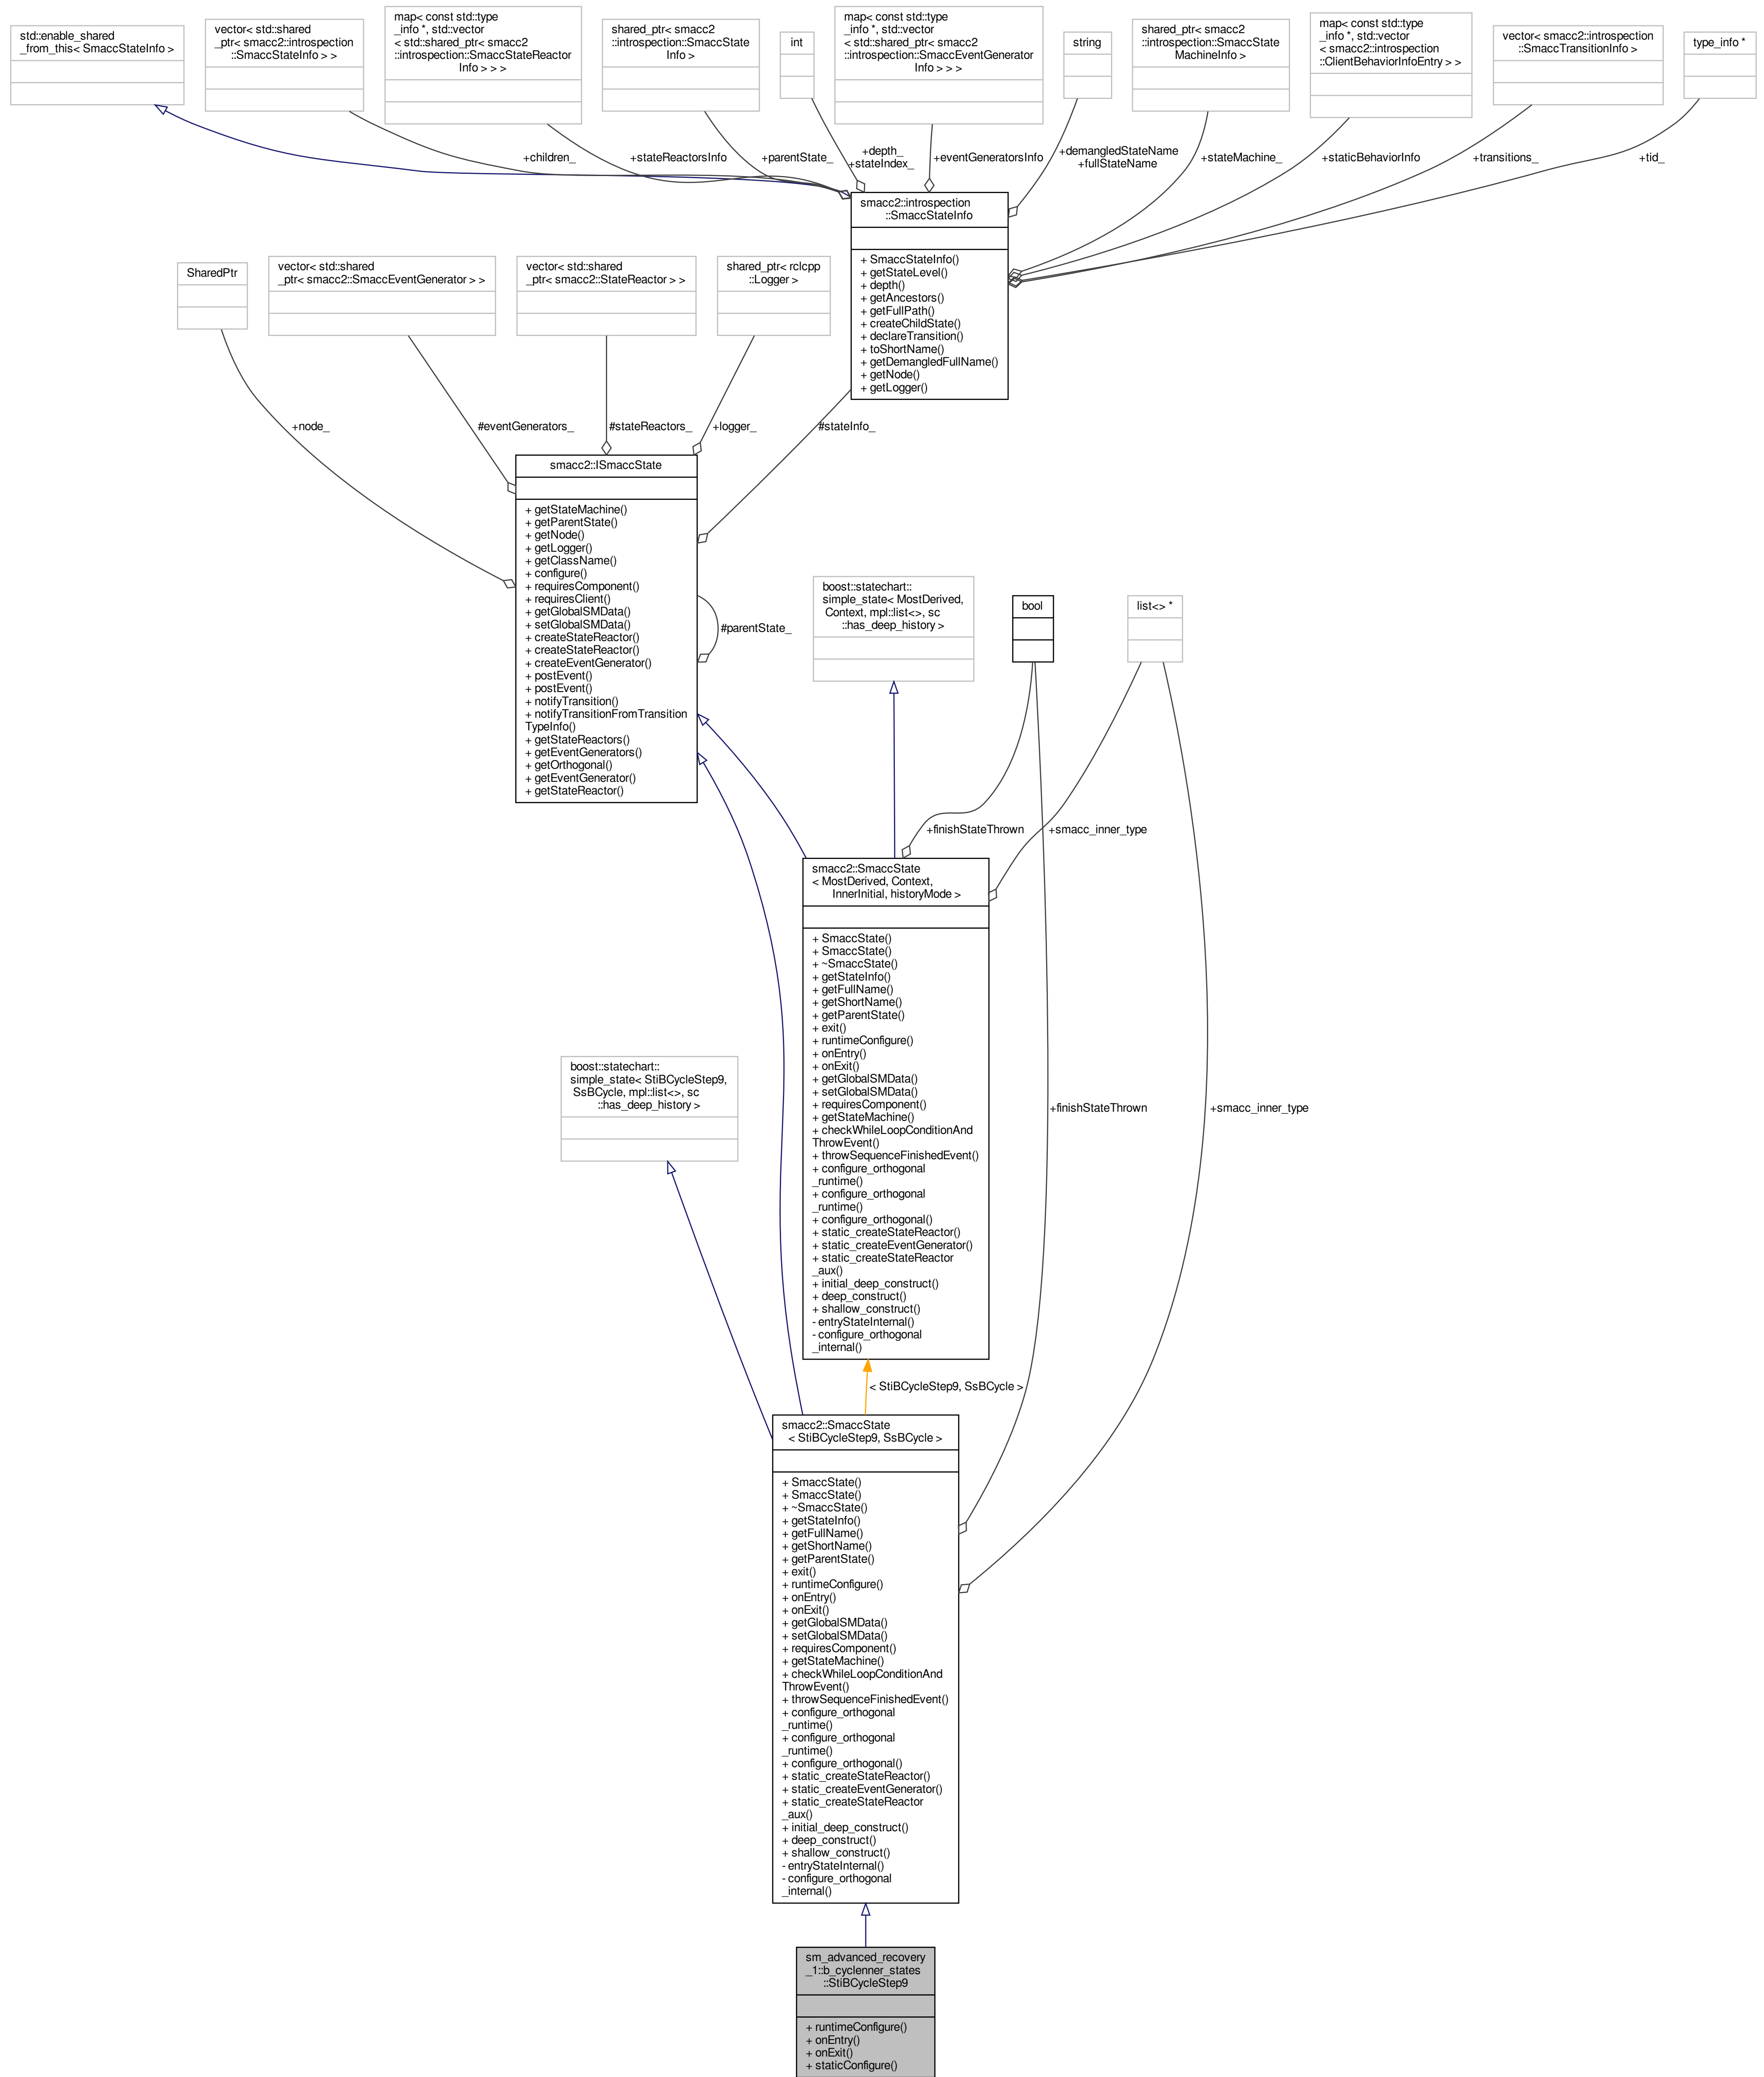 std::enable_shared
_from_this< SmaccStateInfo >
vector< std::shared
_ptr< smacc2::introspection
::SmaccStateInfo > >
map< const std::type
_info *, std::vector
< std::shared_ptr< smacc2
::introspection::SmaccStateReactor
Info > > >
shared_ptr< smacc2
::introspection::SmaccState
Info >
int
map< const std::type
_info *, std::vector
< std::shared_ptr< smacc2
::introspection::SmaccEventGenerator
Info > > >
string
shared_ptr< smacc2
::introspection::SmaccState
MachineInfo >
map< const std::type
_info *, std::vector
< smacc2::introspection
::ClientBehaviorInfoEntry > >
vector< smacc2::introspection
::SmaccTransitionInfo >
type_info *
+children_
+stateReactorsInfo
+parentState_
+depth_
+stateIndex_
+eventGeneratorsInfo
+demangledStateName
+fullStateName
+stateMachine_
+staticBehaviorInfo
+transitions_
+tid_
smacc2::introspection
::SmaccStateInfo
+ SmaccStateInfo()
+ getStateLevel()
+ depth()
+ getAncestors()
+ getFullPath()
+ createChildState()
+ declareTransition()
+ toShortName()
+ getDemangledFullName()
+ getNode()
+ getLogger()
SharedPtr
vector< std::shared
_ptr< smacc2::SmaccEventGenerator > >
vector< std::shared
_ptr< smacc2::StateReactor > >
shared_ptr< rclcpp
::Logger >
+node_
#eventGenerators_
#stateReactors_
+logger_
#stateInfo_
smacc2::ISmaccState
+ getStateMachine()
+ getParentState()
+ getNode()
+ getLogger()
+ getClassName()
+ configure()
+ requiresComponent()
+ requiresClient()
+ getGlobalSMData()
+ setGlobalSMData()
+ createStateReactor()
+ createStateReactor()
+ createEventGenerator()
+ postEvent()
+ postEvent()
+ notifyTransition()
+ notifyTransitionFromTransition
TypeInfo()
+ getStateReactors()
+ getEventGenerators()
+ getOrthogonal()
+ getEventGenerator()
+ getStateReactor()
#parentState_
boost::statechart::
simple_state< MostDerived,
Context, mpl::list<>, sc
::has_deep_history >
bool
list<> *
+finishStateThrown
+smacc_inner_type
smacc2::SmaccState
< MostDerived, Context,
InnerInitial, historyMode >
+ SmaccState()
+ SmaccState()
+ ~SmaccState()
+ getStateInfo()
+ getFullName()
+ getShortName()
+ getParentState()
+ exit()
+ runtimeConfigure()
+ onEntry()
+ onExit()
+ getGlobalSMData()
+ setGlobalSMData()
+ requiresComponent()
+ getStateMachine()
+ checkWhileLoopConditionAnd
ThrowEvent()
+ throwSequenceFinishedEvent()
+ configure_orthogonal
_runtime()
+ configure_orthogonal
_runtime()
+ configure_orthogonal()
+ static_createStateReactor()
+ static_createEventGenerator()
+ static_createStateReactor
_aux()
+ initial_deep_construct()
+ deep_construct()
+ shallow_construct()
- entryStateInternal()
- configure_orthogonal
_internal()
boost::statechart::
simple_state< StiBCycleStep9,
SsBCycle, mpl::list<>, sc
::has_deep_history >
+finishStateThrown
+smacc_inner_type
< StiBCycleStep9, SsBCycle >
smacc2::SmaccState
< StiBCycleStep9, SsBCycle >
+ SmaccState()
+ SmaccState()
+ ~SmaccState()
+ getStateInfo()
+ getFullName()
+ getShortName()
+ getParentState()
+ exit()
+ runtimeConfigure()
+ onEntry()
+ onExit()
+ getGlobalSMData()
+ setGlobalSMData()
+ requiresComponent()
+ getStateMachine()
+ checkWhileLoopConditionAnd
ThrowEvent()
+ throwSequenceFinishedEvent()
+ configure_orthogonal
_runtime()
+ configure_orthogonal
_runtime()
+ configure_orthogonal()
+ static_createStateReactor()
+ static_createEventGenerator()
+ static_createStateReactor
_aux()
+ initial_deep_construct()
+ deep_construct()
+ shallow_construct()
- entryStateInternal()
- configure_orthogonal
_internal()
sm_advanced_recovery
_1::b_cyclenner_states
::StiBCycleStep9
+ runtimeConfigure()
+ onEntry()
+ onExit()
+ staticConfigure()